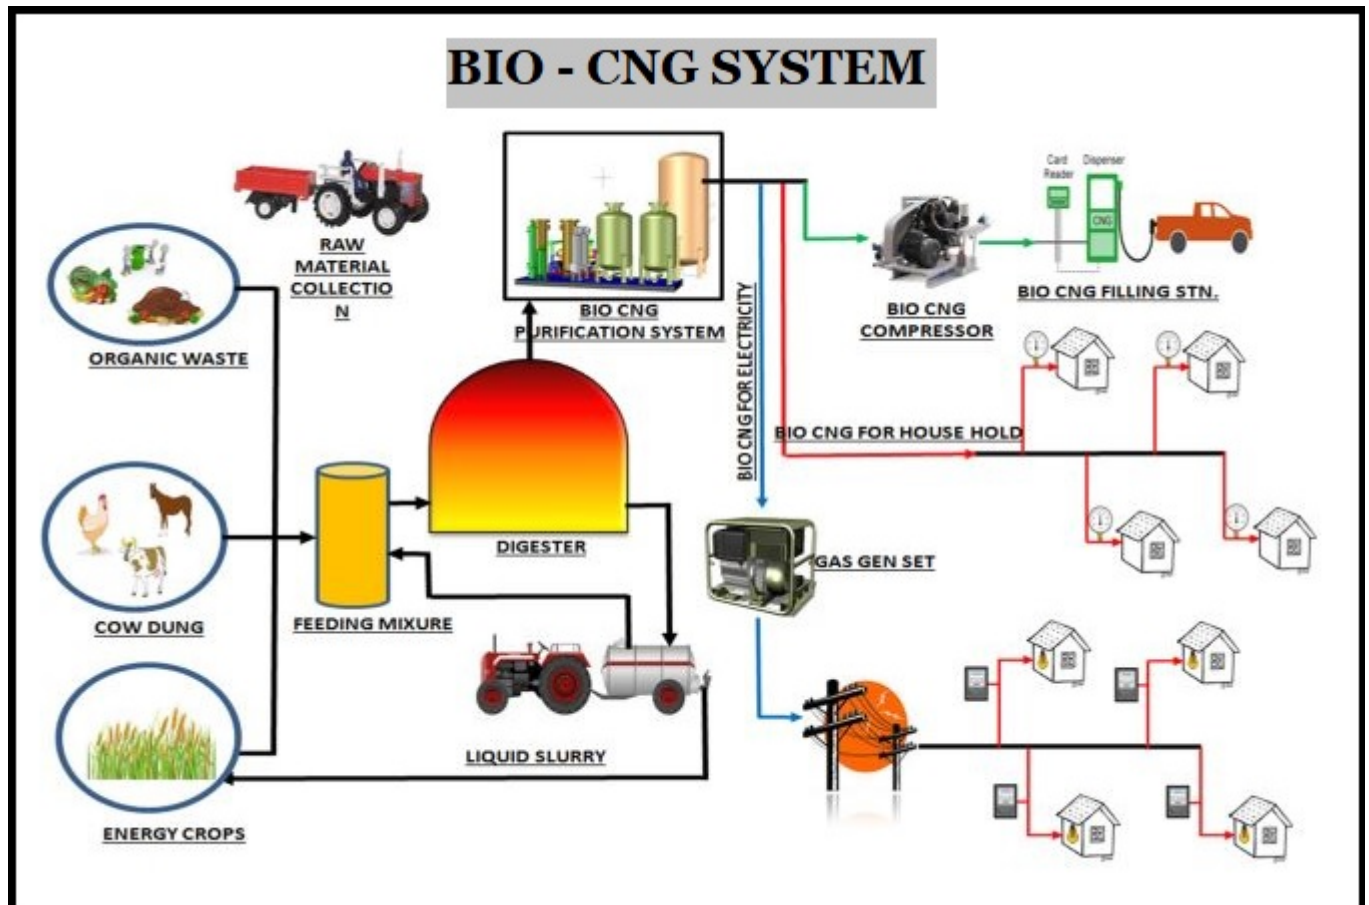 BIO - CNG SYSTEM
Card
Reader
Dispenser
CNG
RAW
MATERIAL
COLLECTIO
N
BIO CNG
PURIFICATION SYSTEM
BIO CNG
COMPRESSOR
BIO CNG FILLING STN.
ORGANIC WASTE
BIO CNG FOR ELECTRICITY
BIO CNG FOR HOUSE HOLD
DIGESTER
GAS GEN SET
COW DUNG
FEEDING MIXURE
LIQUID SLURRY
ENERGY CROPS